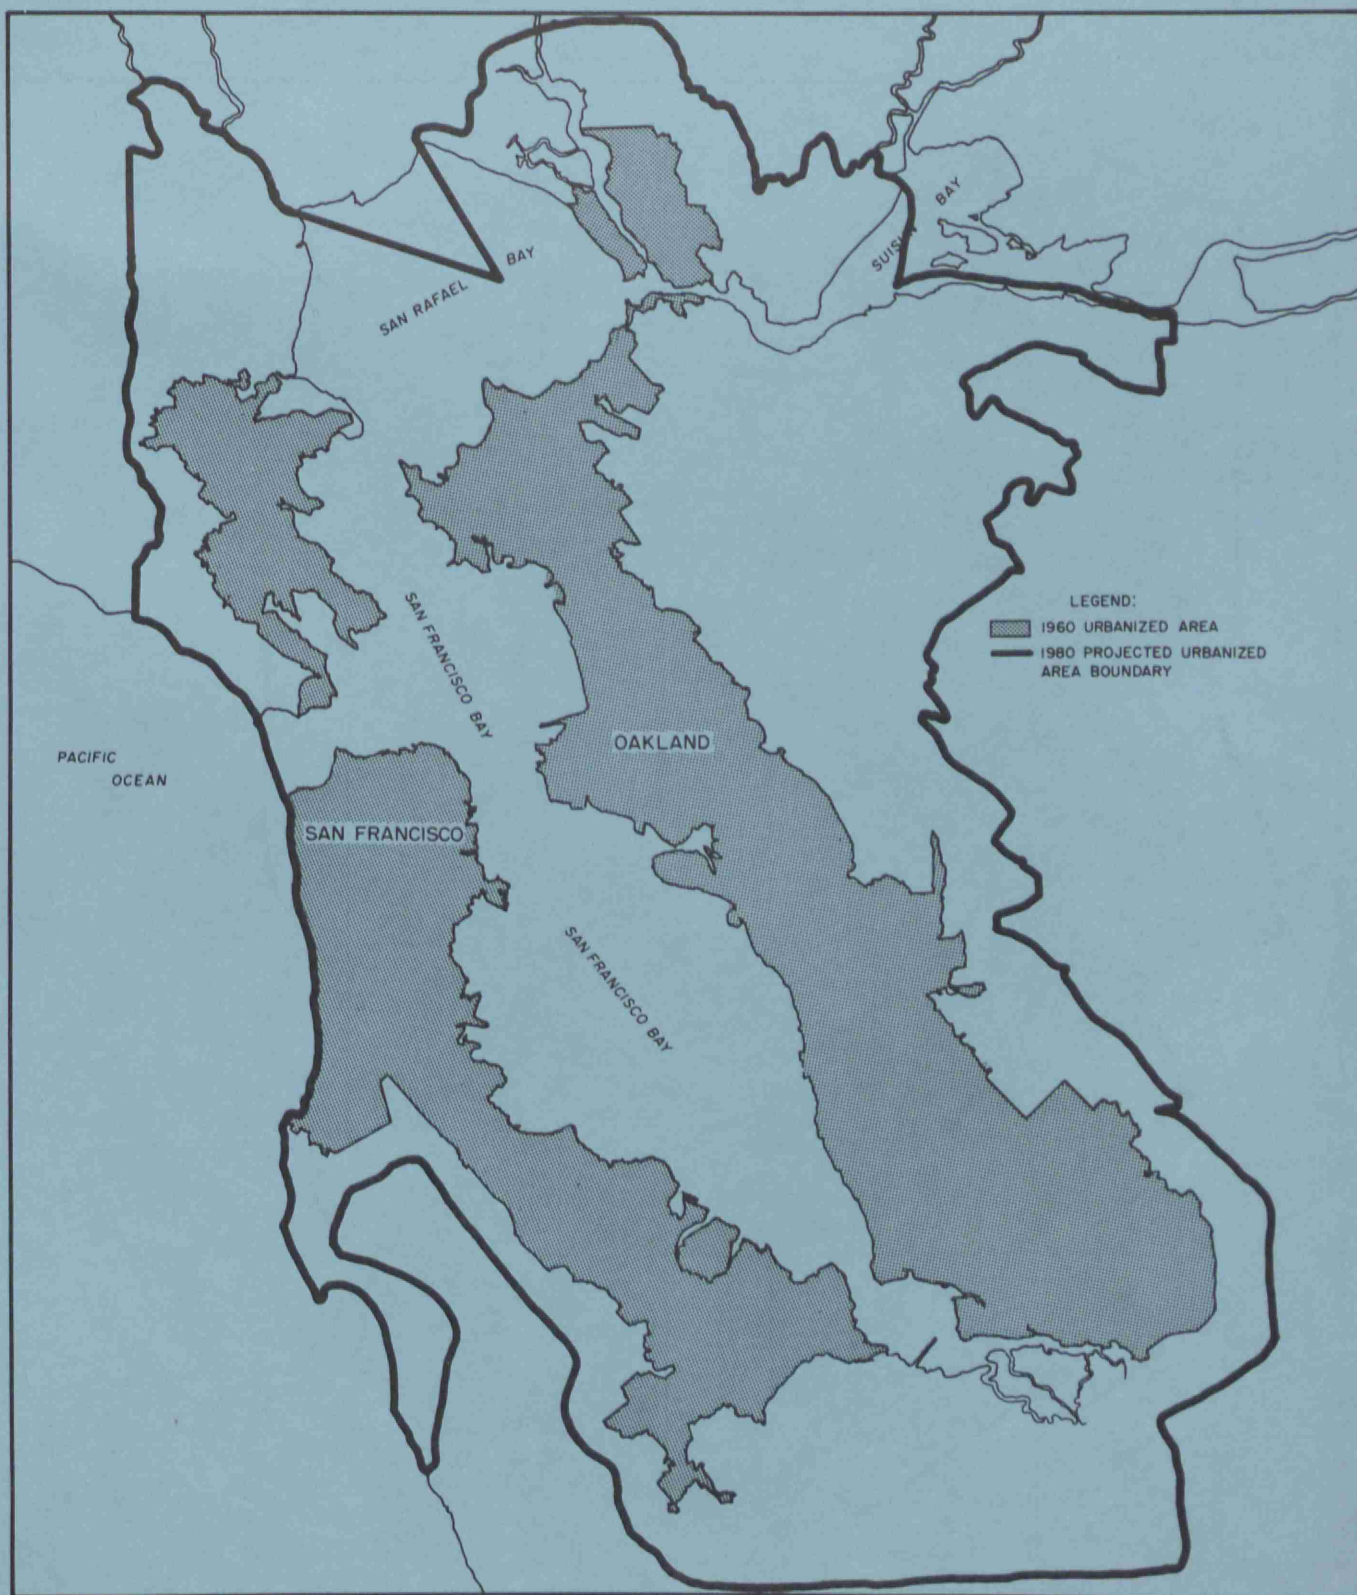 SAN RAFAEL BAY
SUISU BAY
LEGEND:
1960 URBANIZED AREA
1980 PROJECTED URBANIZED
AREA BOUNDARY
SAN FRANCISCO BAY
OAKLAND
PACIFIC
OCEAN
SAN FRANCISCO
SAN FRANCISCO BAY